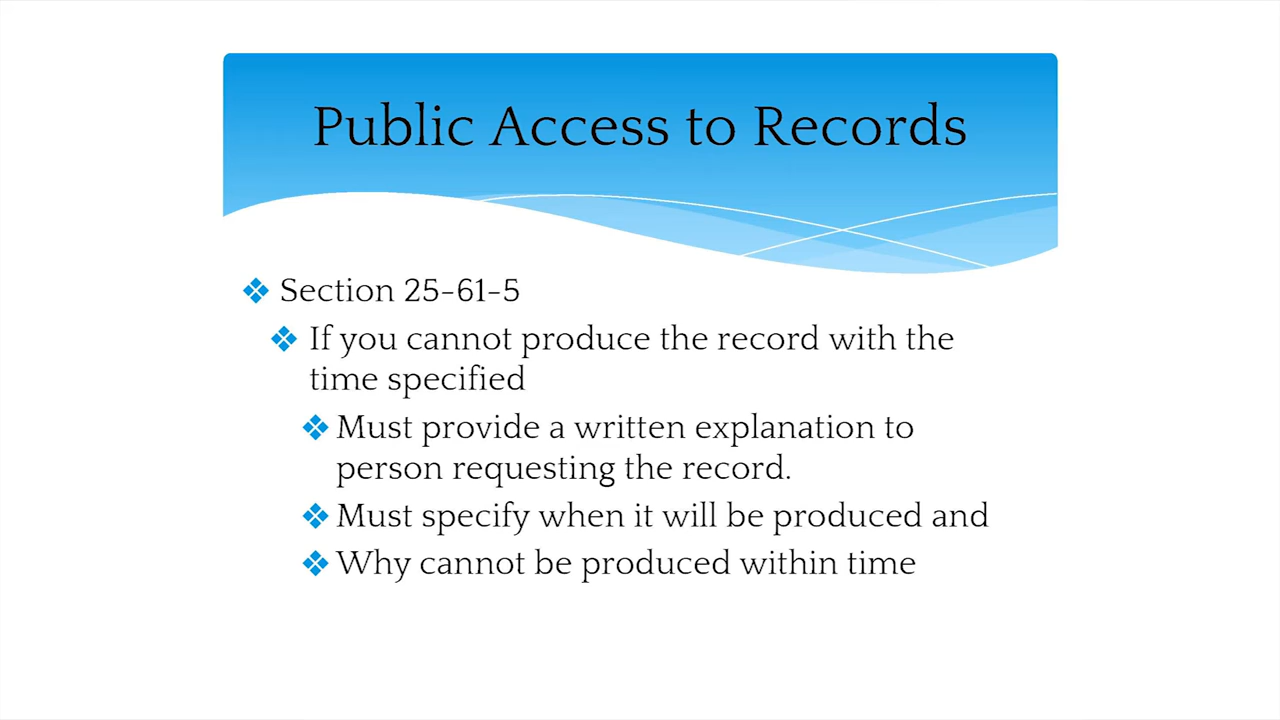 Public Access to Records
Section 25-61-5
If you cannot produce the record with the
time specified
Must provide a written explanation to
person requesting the record.
Must specify when it will be produced and
Why cannot be produced within time